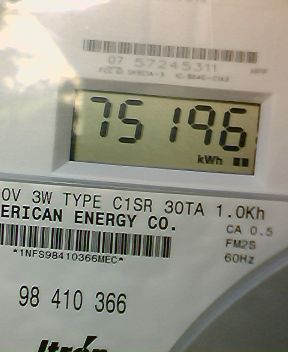 07 57245311
75196
kWh
0V 3W TYPE C1SR 30TA 1.0Kh
ERICAN ENERGY CO.
CA 0.5
FM2S
60Hz
*1NFS98410366MEC*
98 410 366
Itron